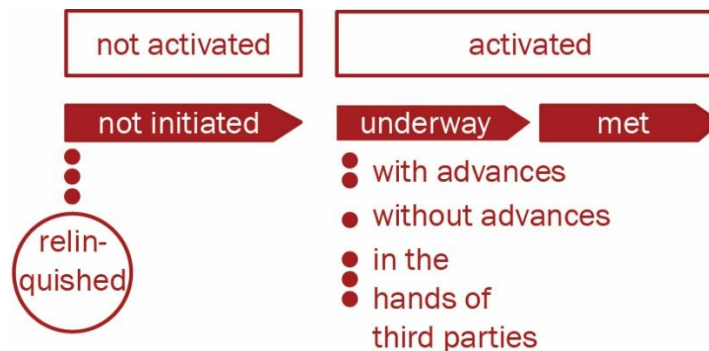 not activated
activated
not initiated
underway
met
with advances
without advances
relin-
quished
in the
hands of
third parties